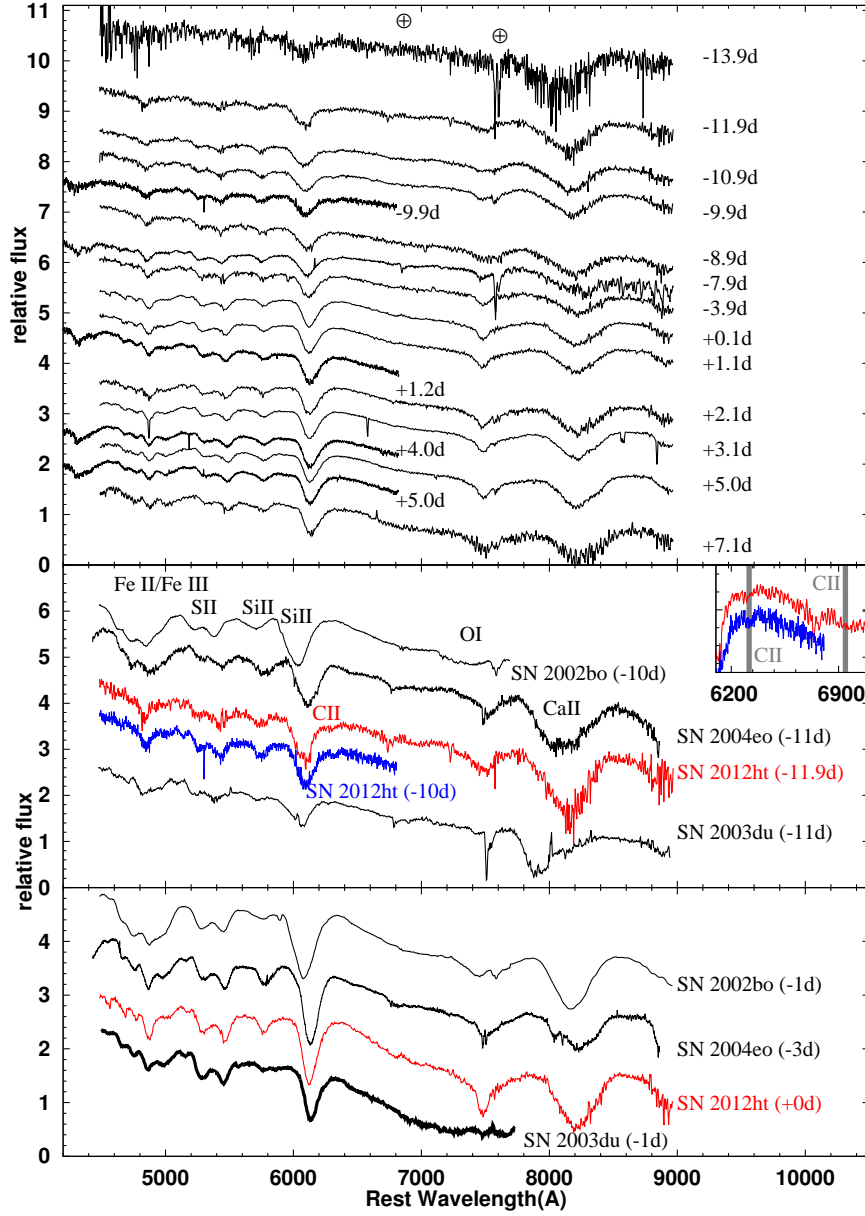 11
10
9
8
7
6
5
4
3
2
1
0
relative flux
⊕
⊕
-13.9d
-11.9d
-10.9d
-9.9d
-9.9d
-8.9d
-7.9d
-3.9d
+0.1d
+1.1d
+1.2d
+2.1d
+3.1d
+4.0d
+5.0d
+5.0d
+7.1d
6
5
4
3
2
1
0
relative flux
Fe II/Fe III
SII
SiII
SiII
OI
CII
CaII
SN 2002bo (-10d)
SN 2004eo (-11d)
SN 2012ht (-11.9d)
SN 2012ht (-10d)
SN 2003du (-11d)
CII
CII
6200
6900
4
3
2
1
0
SN 2002bo (-1d)
SN 2004eo (-3d)
SN 2012ht (+0d)
SN 2003du (-1d)
5000 6000 7000 8000 9000 10000
Rest Wavelength(A)